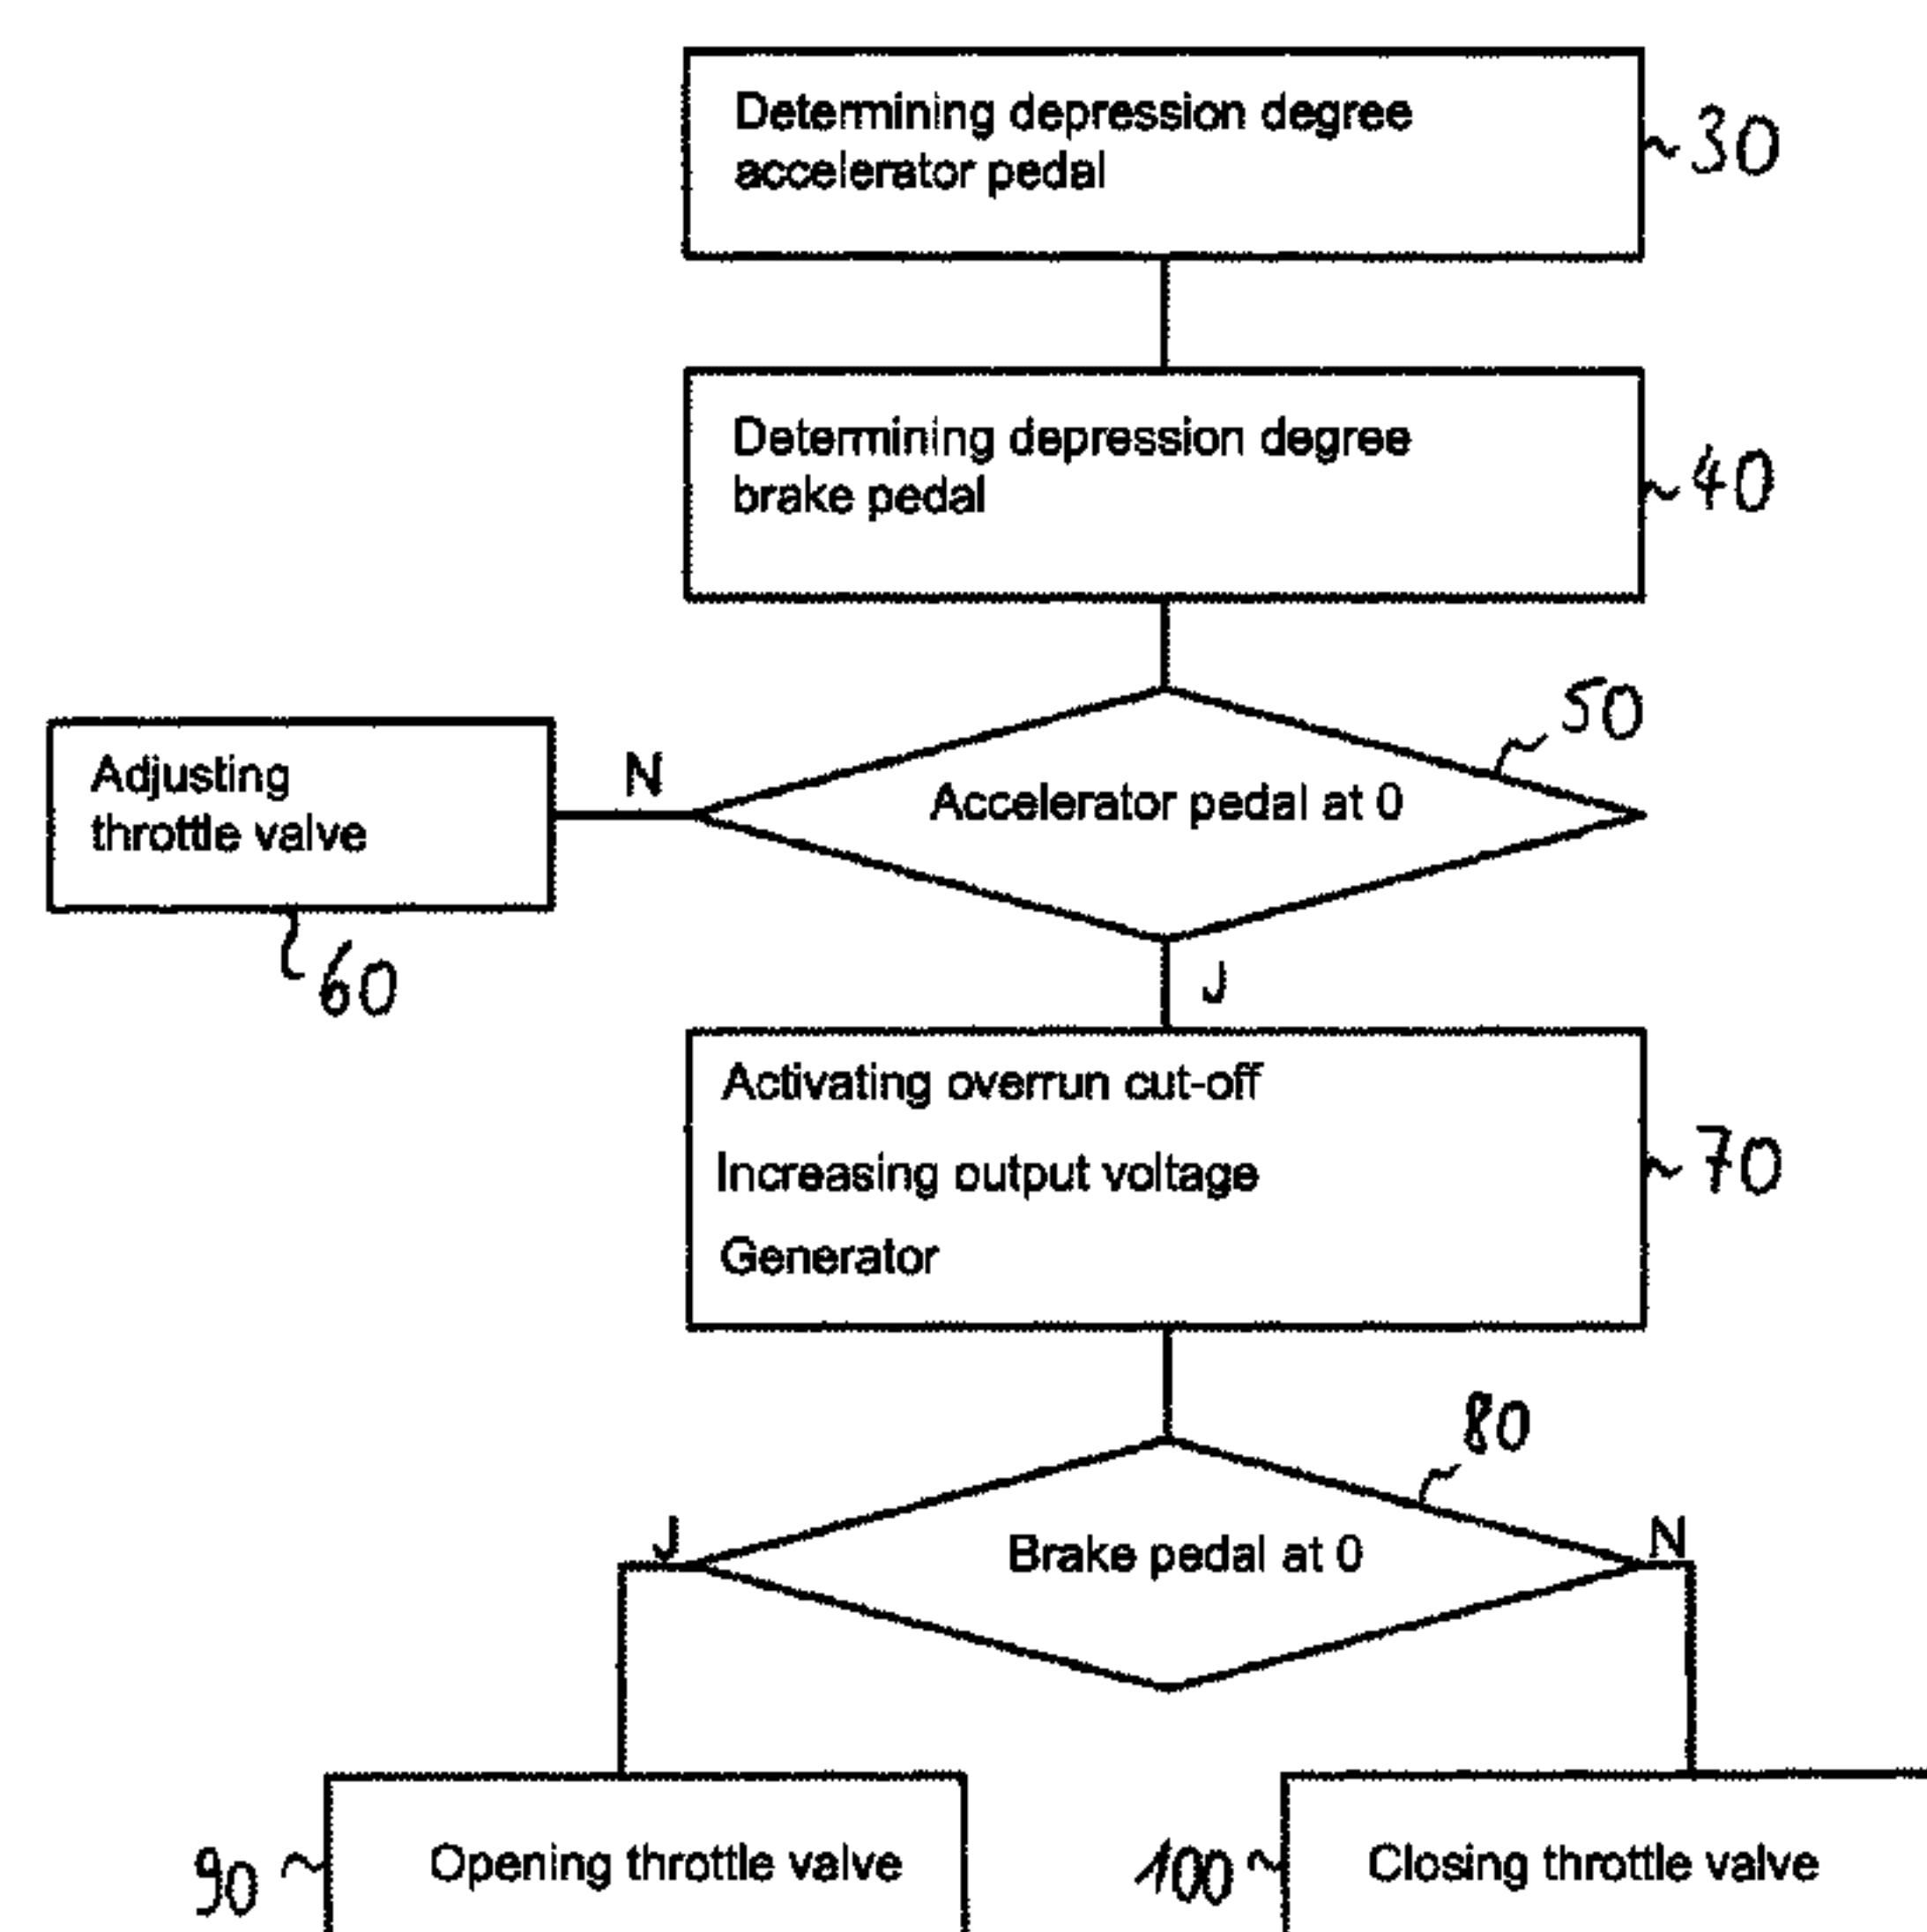 Determining depression degree
accelerator pedal
30
Determining depression degree
brake pedal
40
50
Adjusting
throttle valve
N
Accelerator pedal at 0
60
J
Activating overrun cut-off
Increasing output voltage
Generator
70
80
J
Brake pedal at 0
N
90
Opening throttle valve
100
Closing throttle valve